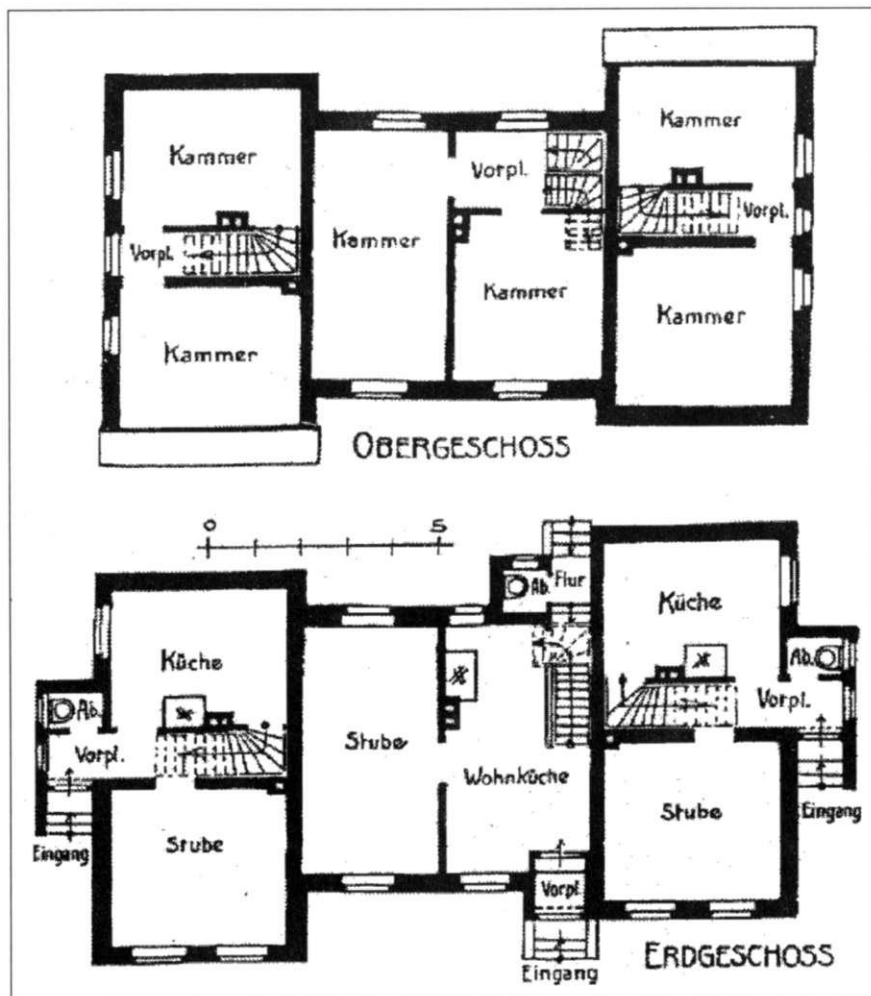 Kammer
Kammer
Vorpl.
Kammer
Vorpl.
Kammer
Vorpl.
Kammer
Kammer
Kammer
OBERGESCHOSS
0 5
Ab. Flur
Küche
Küche
Ab.
Ab.
Vorpl.
Vorpl.
Stube
Wohnküche
Stube
Eingang
Stube
Eingang
Vorpl.
Eingang
ERDGESCHOSS